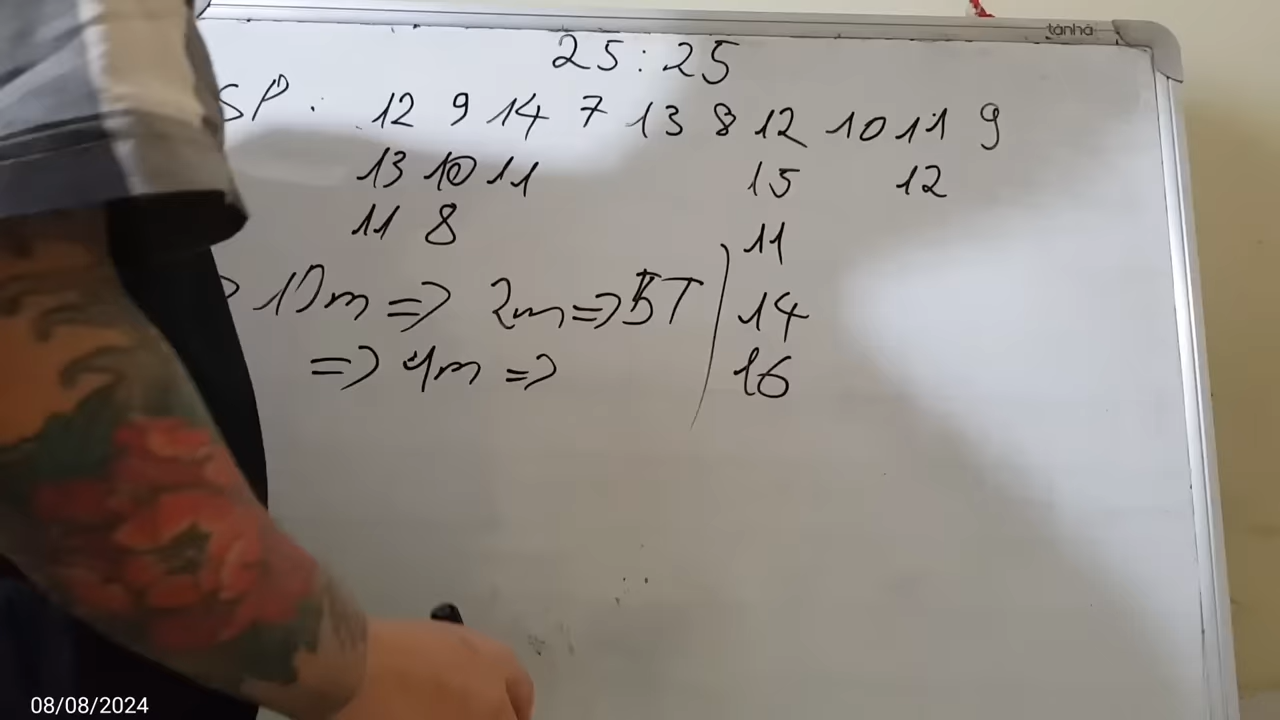 tânhà
25:25
SP: 12 9 14 7 13 8 12 10 11 9
13 10 11 15 12
11 8 11
10m => 2m => BT 14
=> 4m => 16
08/08/2024